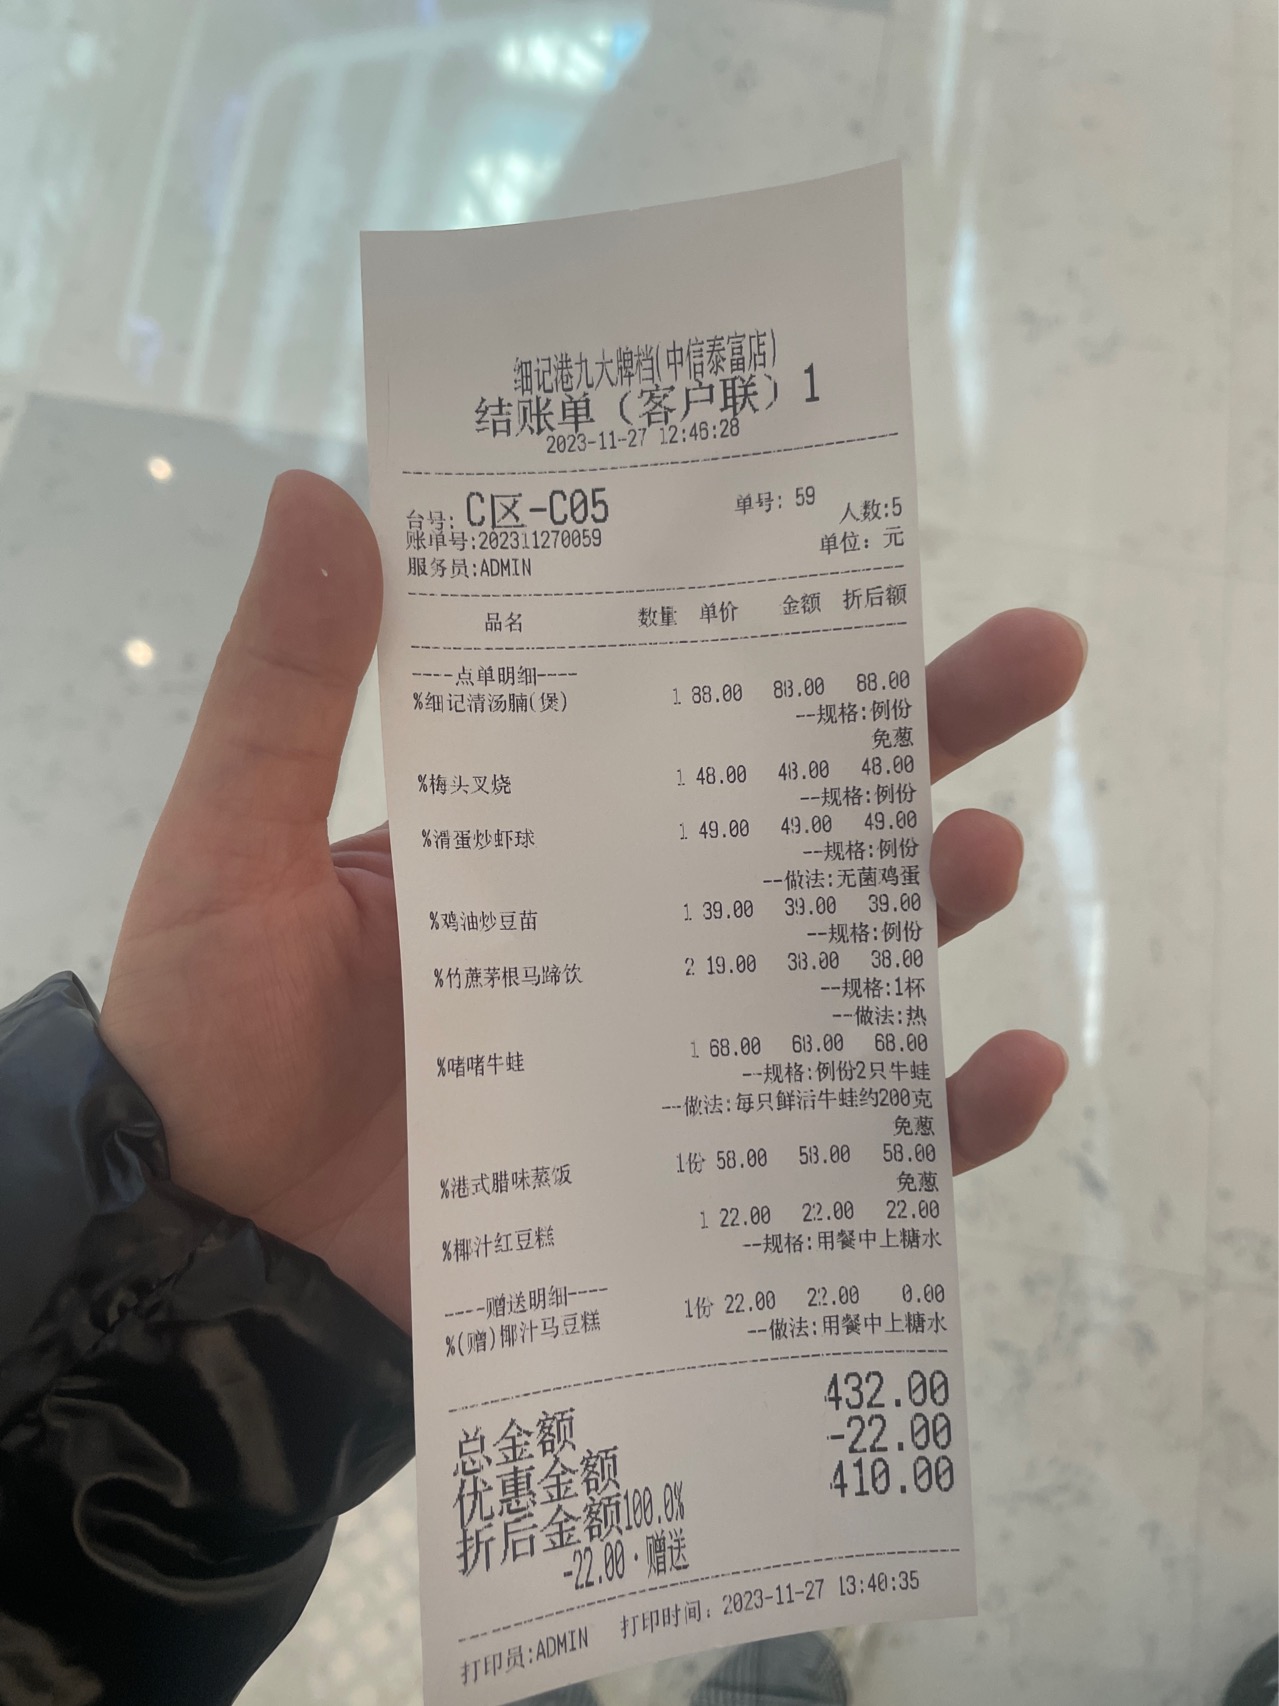 细记港九大牌档(中信泰富店)
结账单（客户联）1
2023-11-27 12:46:28
台号: C区-C05 单号: 59 人数:5
账单号:202311270059 单位: 元
服务员:ADMIN
品名 数量 单价 金额 折后额
----点单明细----
%细记清汤腩(煲) 1 88.00 88.00 88.00
--规格:例份
免葱
%梅头叉烧 1 48.00 48.00 48.00
--规格:例份
%滑蛋炒虾球 1 49.00 49.00 49.00
--规格:例份
--做法:无菌鸡蛋
%鸡油炒豆苗 1 39.00 39.00 39.00
--规格:例份
%竹蔗茅根马蹄饮 2 19.00 38.00 38.00
--规格:1杯
--做法:热
%啫啫牛蛙 1 68.00 68.00 68.00
--规格:例份2只牛蛙
--做法:每只鲜活牛蛙约200克
免葱
%港式腊味蒸饭 1份 58.00 58.00 58.00
免葱
%椰汁红豆糕 1 22.00 22.00 22.00
--规格:用餐中上糖水
----赠送明细----
%(赠)椰汁马豆糕 1份 22.00 22.00 0.00
--做法:用餐中上糖水
总金额 432.00
优惠金额 -22.00
折后金额100.0% 410.00
-22.00·赠送
打印员:ADMIN 打印时间: 2023-11-27 13:40:35